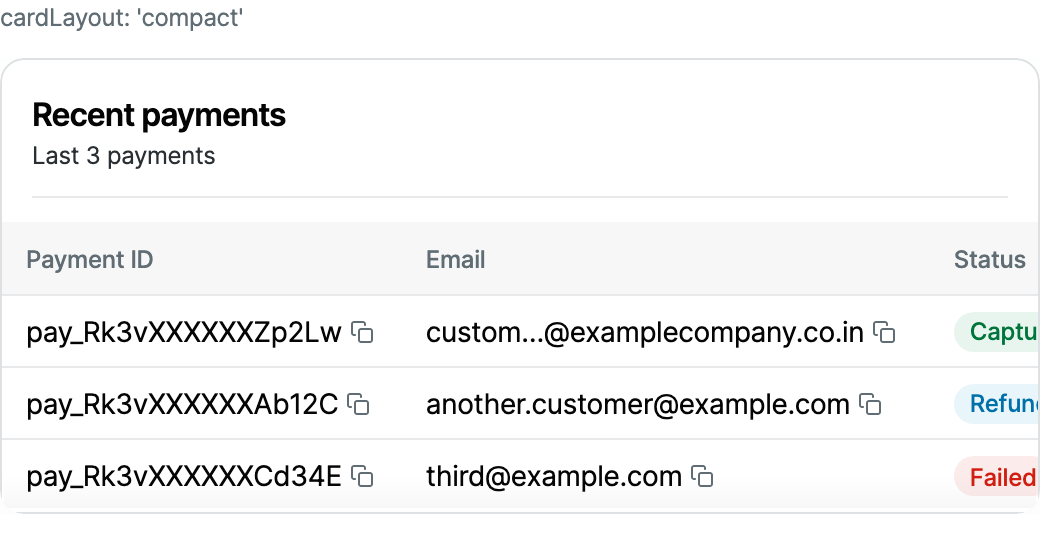 cardLayout: 'compact'
Recent payments
Last 3 payments
Payment ID Email Status
pay_Rk3vXXXXXXZp2Lw custom...@examplecompany.co.in Captu
pay_Rk3vXXXXXXAb12C another.customer@example.com Refun
pay_Rk3vXXXXXXCd34E third@example.com Failed